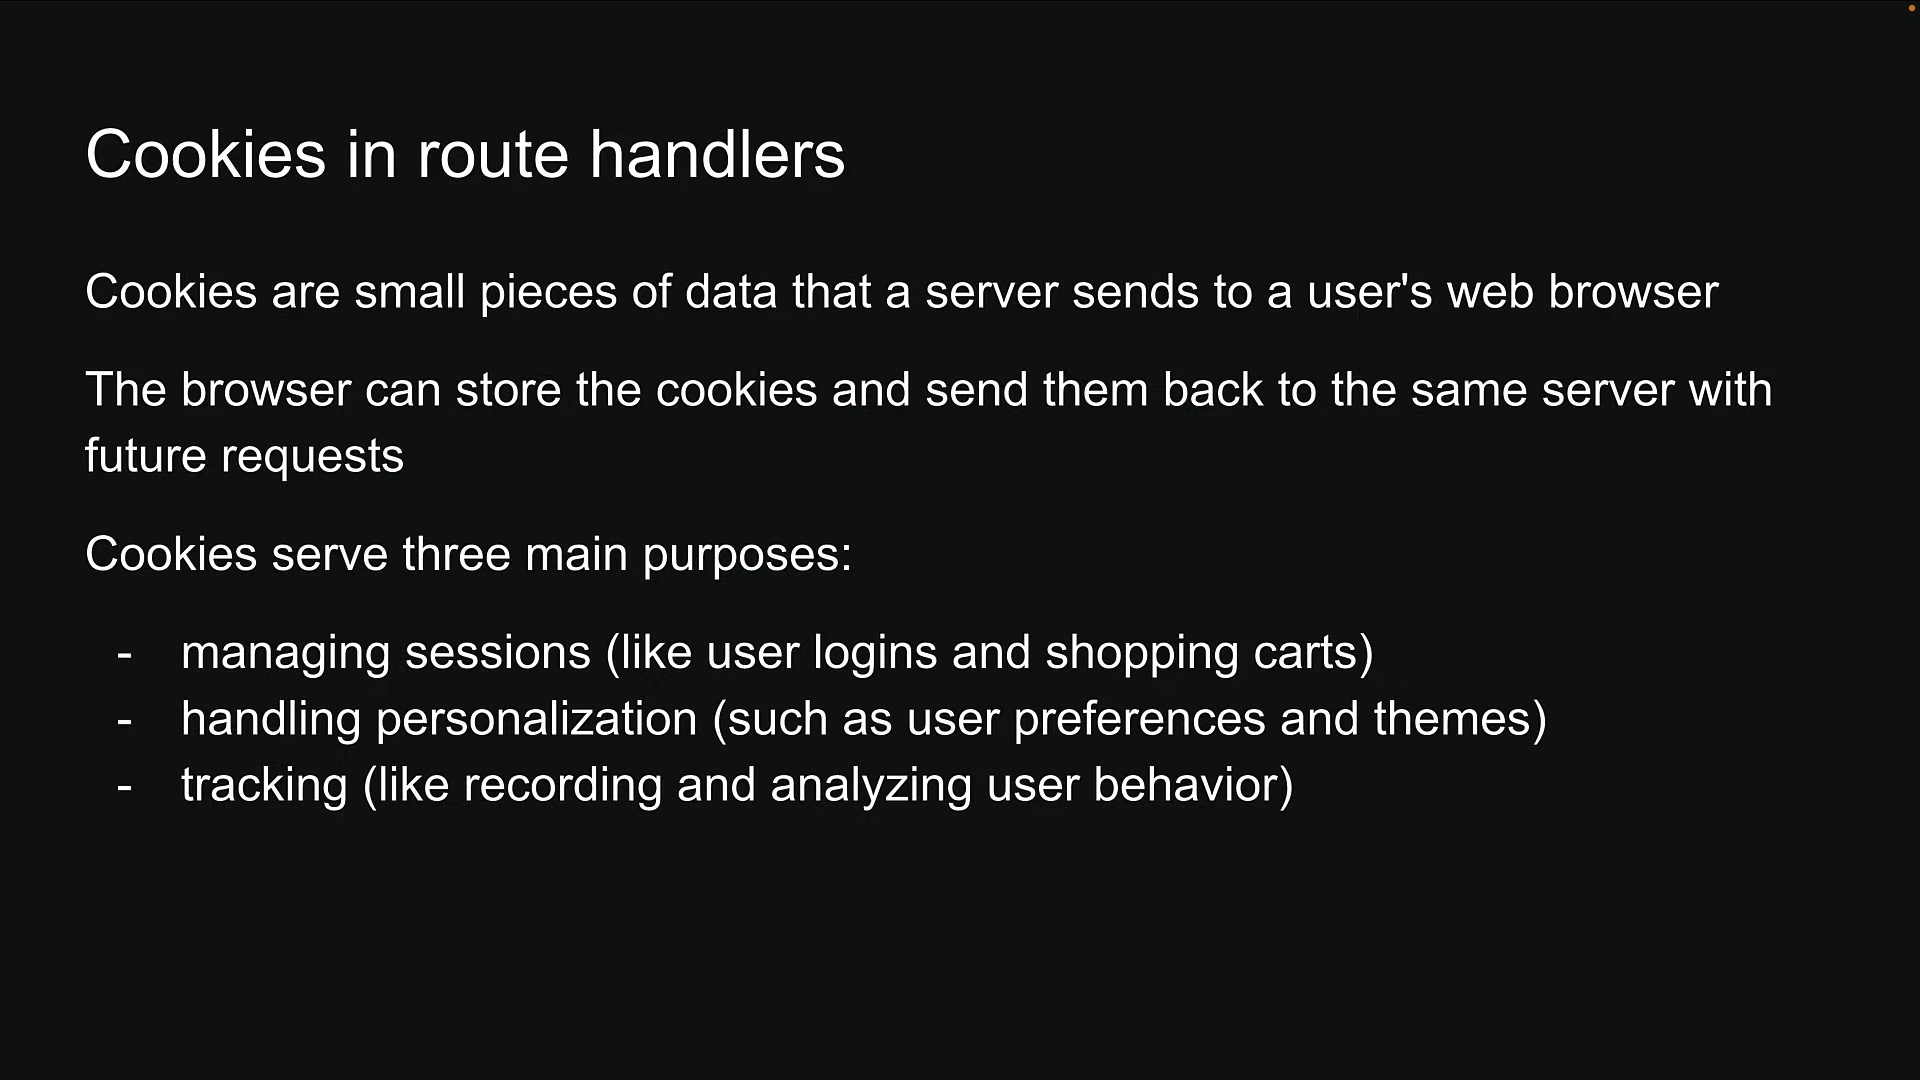 Cookies in route handlers
Cookies are small pieces of data that a server sends to a user's web browser
The browser can store the cookies and send them back to the same server with
future requests
Cookies serve three main purposes:
- managing sessions (like user logins and shopping carts)
- handling personalization (such as user preferences and themes)
- tracking (like recording and analyzing user behavior)